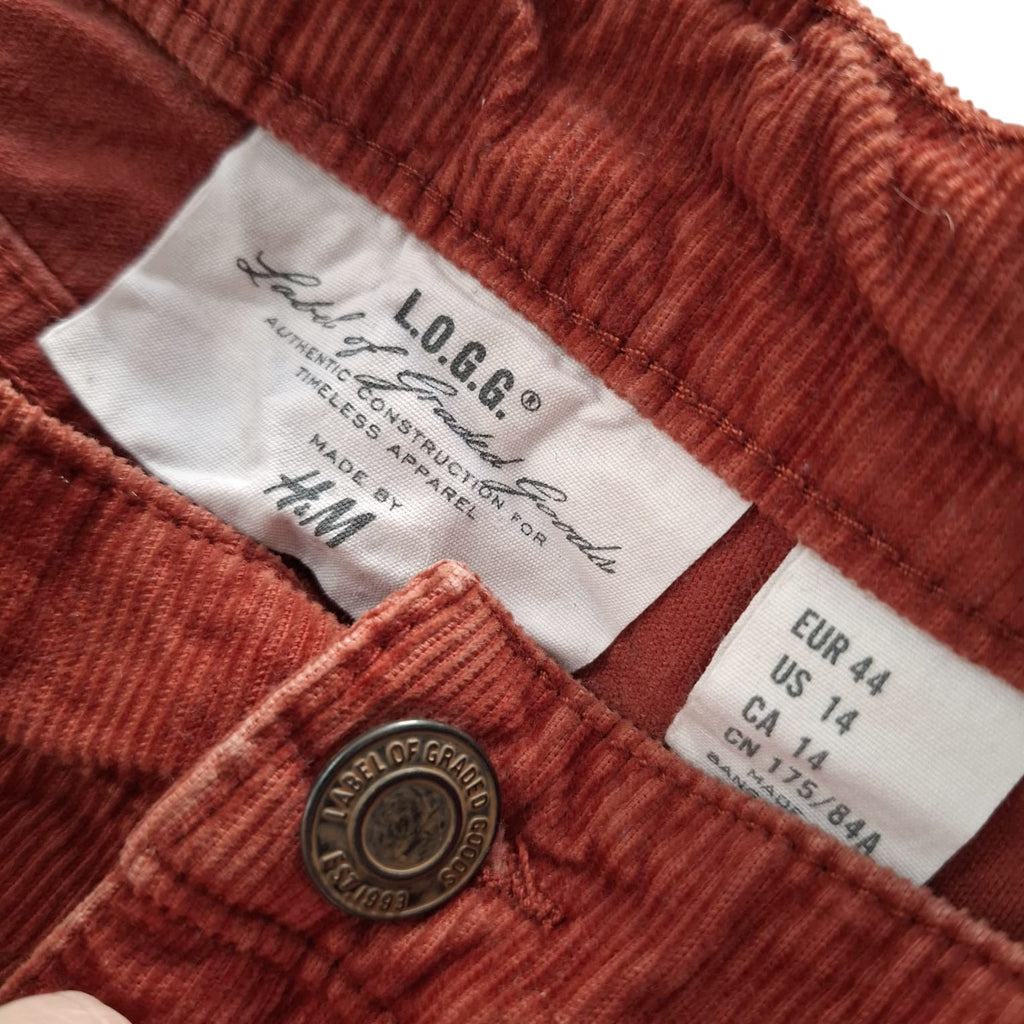 L.O.G.G.®
Label of Graded Goods
AUTHENTIC CONSTRUCTION FOR
TIMELESS APPAREL
MADE BY
H&M
EUR 44
US 14
CA 14
CN 175/84A
MADE
LABEL OF GRADED GOODS
EST/1993